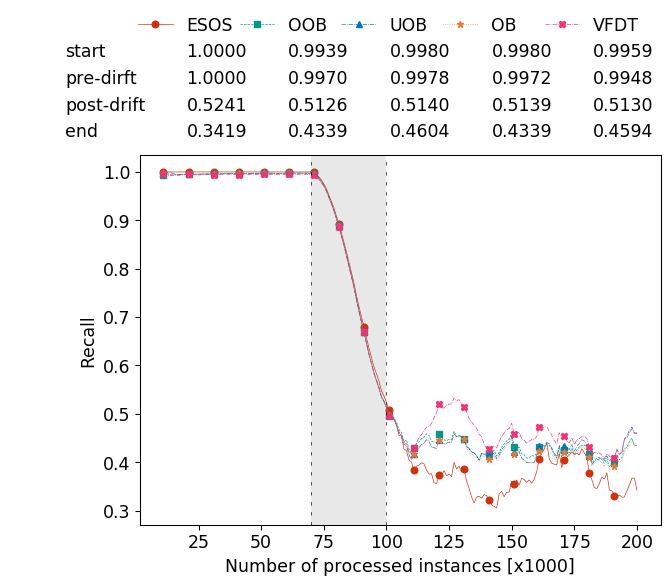 ESOS OOB UOB OB VFDT
start 1.0000 0.9939 0.9980 0.9980 0.9959
pre-dirft 1.0000 0.9970 0.9978 0.9972 0.9948
post-drift 0.5241 0.5126 0.5140 0.5139 0.5130
end 0.3419 0.4339 0.4604 0.4339 0.4594
1.0
0.9
0.8
0.7
0.6
0.5
0.4
0.3
Recall
25 50 75 100 125 150 175 200
Number of processed instances [x1000]